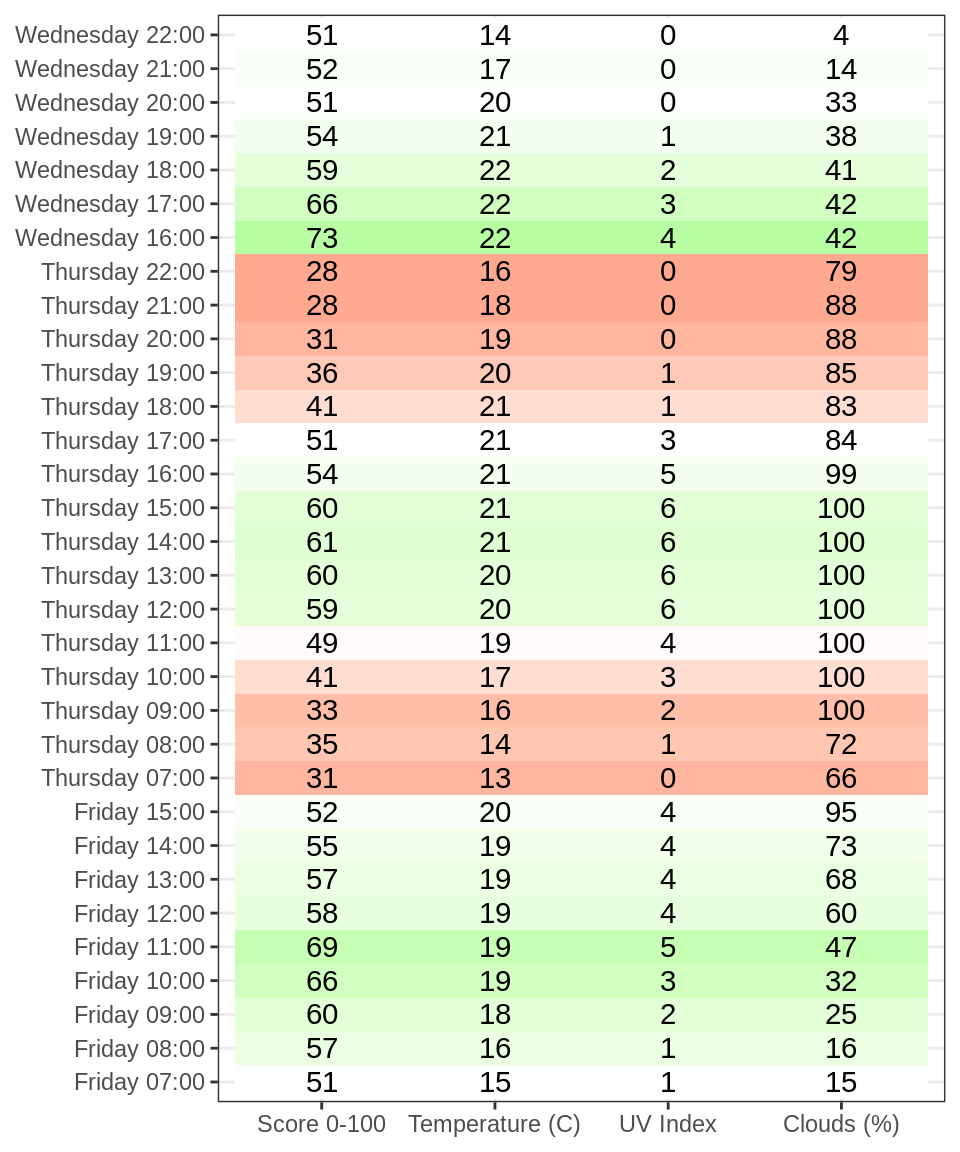 Wednesday 22:00 51 14 0 4
Wednesday 21:00 52 17 0 14
Wednesday 20:00 51 20 0 33
Wednesday 19:00 54 21 1 38
Wednesday 18:00 59 22 2 41
Wednesday 17:00 66 22 3 42
Wednesday 16:00 73 22 4 42
Thursday 22:00 28 16 0 79
Thursday 21:00 28 18 0 88
Thursday 20:00 31 19 0 88
Thursday 19:00 36 20 1 85
Thursday 18:00 41 21 1 83
Thursday 17:00 51 21 3 84
Thursday 16:00 54 21 5 99
Thursday 15:00 60 21 6 100
Thursday 14:00 61 21 6 100
Thursday 13:00 60 20 6 100
Thursday 12:00 59 20 6 100
Thursday 11:00 49 19 4 100
Thursday 10:00 41 17 3 100
Thursday 09:00 33 16 2 100
Thursday 08:00 35 14 1 72
Thursday 07:00 31 13 0 66
Friday 15:00 52 20 4 95
Friday 14:00 55 19 4 73
Friday 13:00 57 19 4 68
Friday 12:00 58 19 4 60
Friday 11:00 69 19 5 47
Friday 10:00 66 19 3 32
Friday 09:00 60 18 2 25
Friday 08:00 57 16 1 16
Friday 07:00 51 15 1 15
Score 0-100 Temperature (C) UV Index Clouds (%)